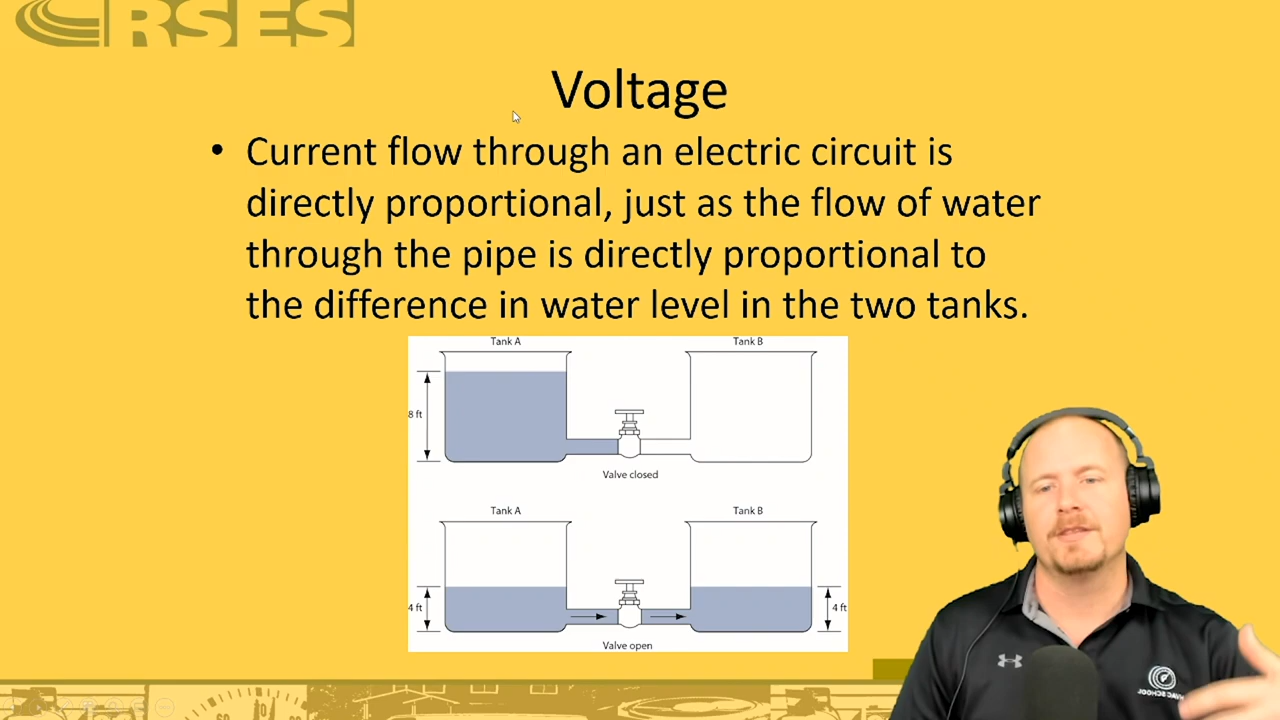 RSES
Voltage
• Current flow through an electric circuit is
directly proportional, just as the flow of water
through the pipe is directly proportional to
the difference in water level in the two tanks.
Tank A Tank B
8 ft
Valve closed
Tank A Tank B
4 ft 4 ft
Valve open
HVAC SCHOOL